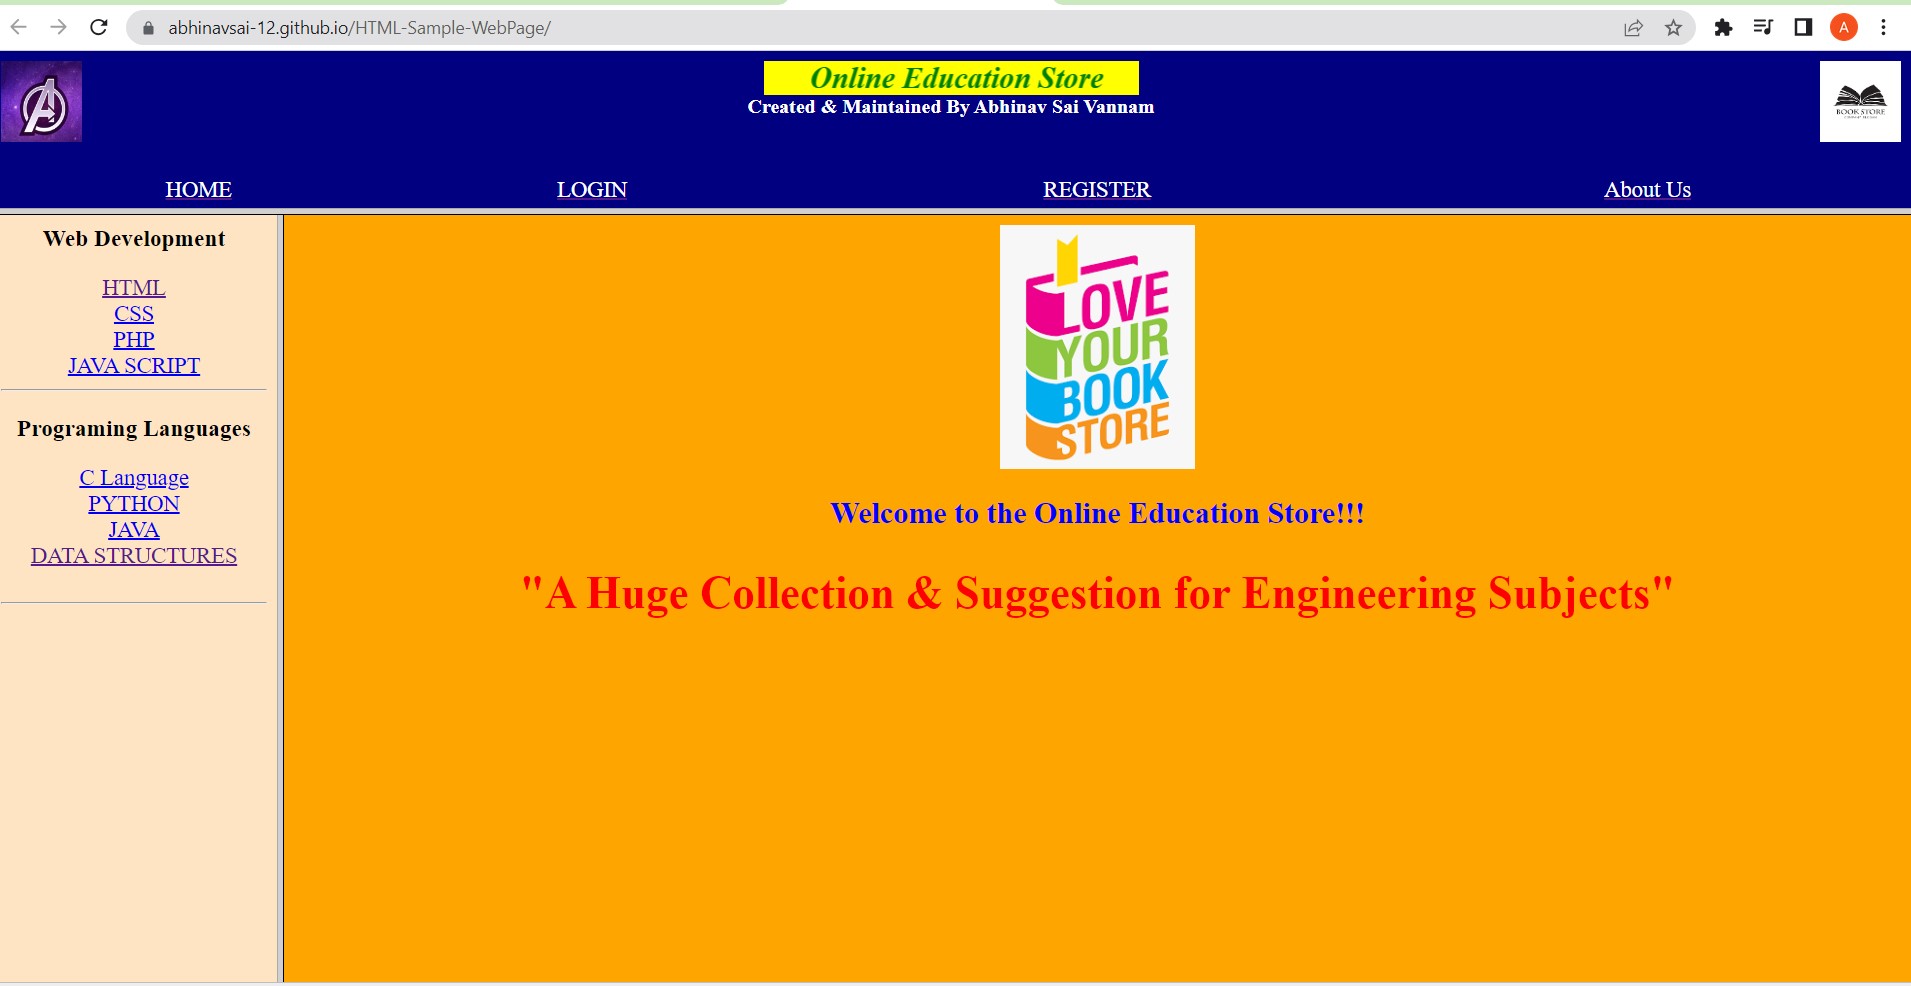 abhinavsai-12.github.io/HTML-Sample-WebPage/
A
Online Education Store
Created & Maintained By Abhinav Sai Vannam
BOOK STORE
HOME LOGIN REGISTER About Us
Web Development
HTML
CSS
PHP
JAVA SCRIPT
Programing Languages
C Language
PYTHON
JAVA
DATA STRUCTURES
LOVE
YOUR
BOOK
STORE
Welcome to the Online Education Store!!!
"A Huge Collection & Suggestion for Engineering Subjects"